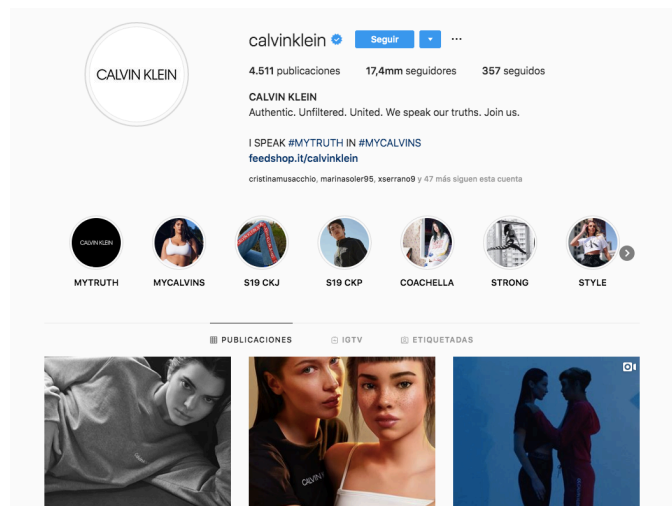 CALVIN KLEIN
calvinklein Seguir
4.511 publicaciones 17,4mm seguidores 357 seguidos
CALVIN KLEIN
Authentic. Unfiltered. United. We speak our truths. Join us.
I SPEAK #MYTRUTH IN #MYCALVINS
feedshop.it/calvinklein
cristinamusacchio, marinasoler95, xserrano9 y 47 más siguen esta cuenta
CALVIN KLEIN
MYTRUTH MYCALVINS S19 CKJ S19 CKP COACHELLA STRONG STYLE
PUBLICACIONES IGTV ETIQUETADAS